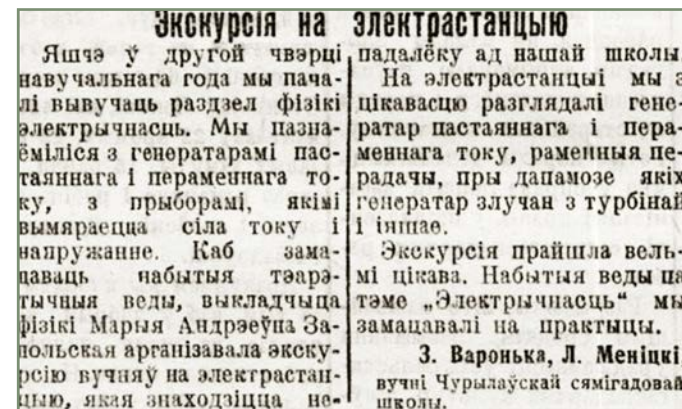 Экскурсія на электрастанцыю
Яшчэ ў другой чвэрці
навучальнага года мы пача-
лі вывучаць раздзел фізікі
электрычнасць. Мы пазна-
ёміліся з генератарамі пас-
таяннага і пераменнага то-
ку, з прыборамі, якімі
вымяраецца сіла току і
напружанне. Каб зама-
цаваць набытыя тэарэ-
тычныя веды, выкладчыца
фізікі Марыя Андрэеўна За-
польская арганізавала экску-
рсію вучняў на электрастан-
цыю, якая знаходзіцца не-
падалёку ад нашай школы.
На электрастанцыі мы з
цікавасцю разглядалі гене-
ратар пастаяннага і пера-
меннага току, раменныя пе-
радачы, пры дапамозе якіх
генератар злучан з турбінай
і іншае.
Экскурсія прайшла вель-
мі цікава. Набытыя веды па
тэме „Электрычнасць“ мы
замацавалі на практыцы.
З. Варонька, Л. Меніцкі,
вучні Чурылаўскай сямігадовай
школы.